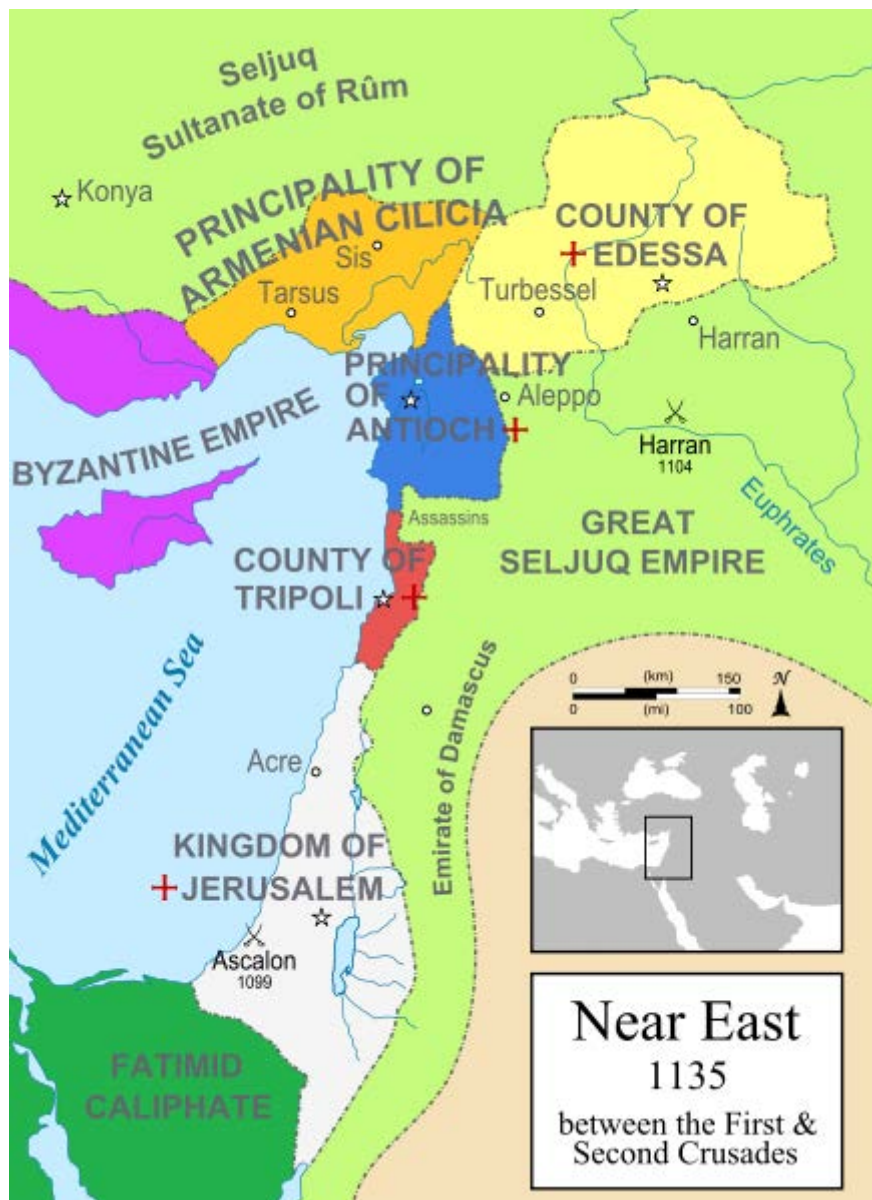 Seljuq
Sultanate of Rûm
Konya
PRINCIPALITY OF
ARMENIAN CILICIA
Sis
Tarsus
COUNTY OF
EDESSA
Turbessel
Harran
PRINCIPALITY
OF
ANTIOCH
Aleppo
Harran
1104
BYZANTINE EMPIRE
Euphrates
Assassins
GREAT
SELJUQ EMPIRE
COUNTY OF
TRIPOLI
Mediterranean Sea
Emirate of Damascus
0 (km) 150
0 (mi) 100
N
Acre
KINGDOM OF
JERUSALEM
Ascalon
1099
FATIMID
CALIPHATE
Near East
1135
between the First &
Second Crusades